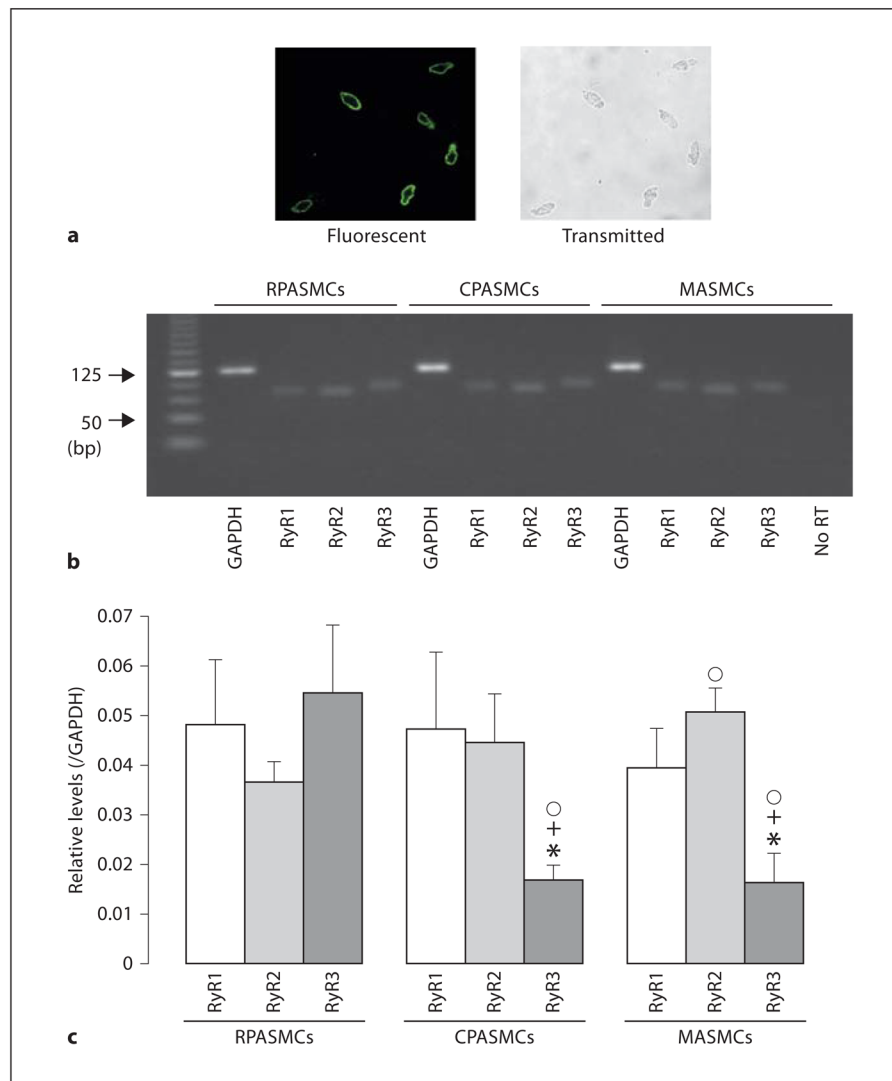 Fluorescent Transmitted
a
RPASMCs CPASMCs MASMCs
125
50
(bp)
GAPDH RyR1 RyR2 RyR3 GAPDH RyR1 RyR2 RyR3 GAPDH RyR1 RyR2 RyR3 No RT
b
Relative levels (/GAPDH)
0.07
0.06
0.05
0.04
0.03
0.02
0.01
0
+
*
+
*
RyR1 RyR2 RyR3 RyR1 RyR2 RyR3 RyR1 RyR2 RyR3
RPASMCs CPASMCs MASMCs
c